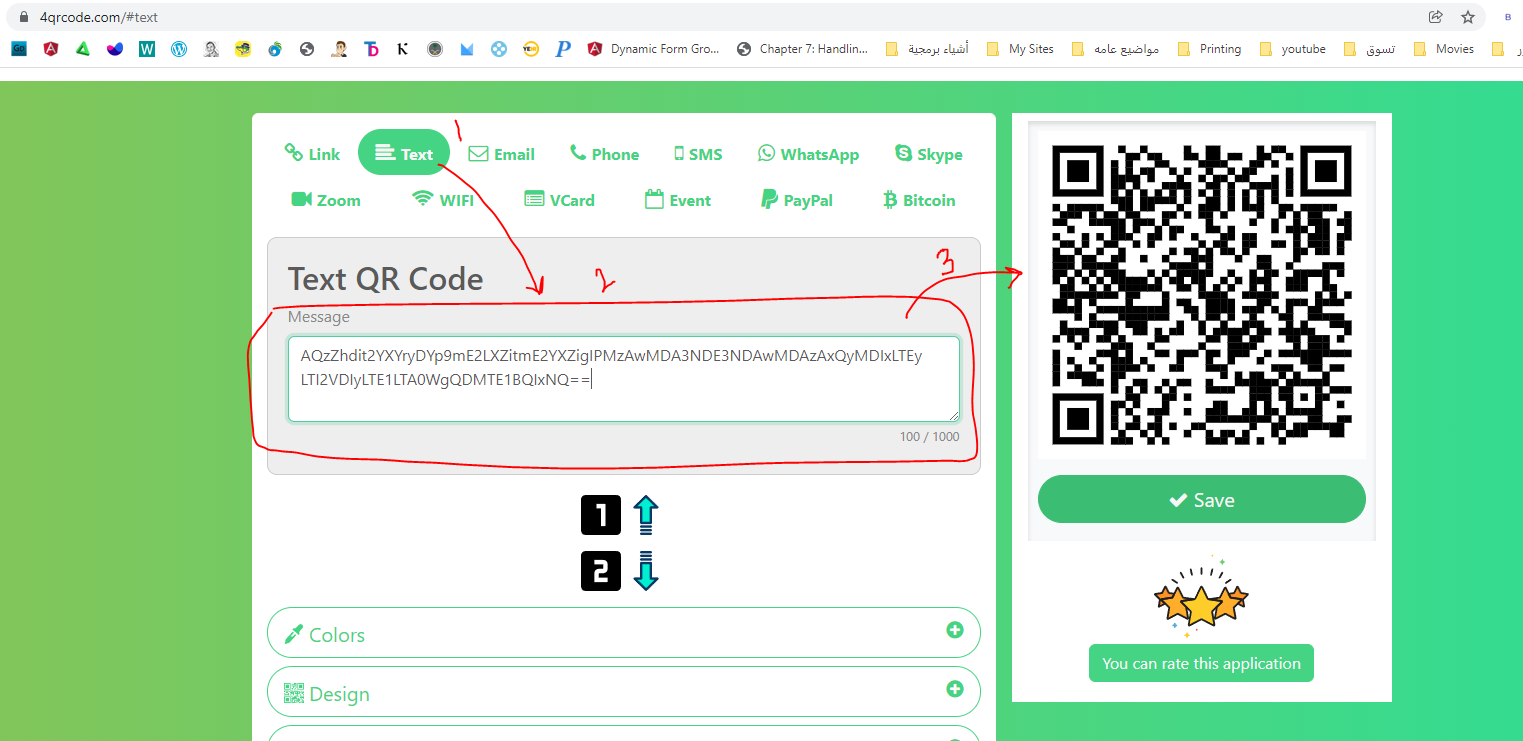 4qrcode.com/#text
Dynamic Form Gro...
Chapter 7: Handlin...
أشياء برمجية
My Sites
مواضيع عامه
Printing
youtube
تسوق
Movies
Link
Text
Email
Phone
SMS
WhatsApp
Skype
Zoom
WIFI
VCard
Event
PayPal
Bitcoin
1
2
3
Text QR Code
Message
AQzZhdit2YXYryDYp9mE2LXZitmE2YXZigIPMzAwMDA3NDE3NDAwMDAzAxQyMDIxLTEy
LTI2VDIyLTE1LTA0WgQDMTE1BQIxNQ==
100 / 1000
1
2
Save
You can rate this application
Colors
Design